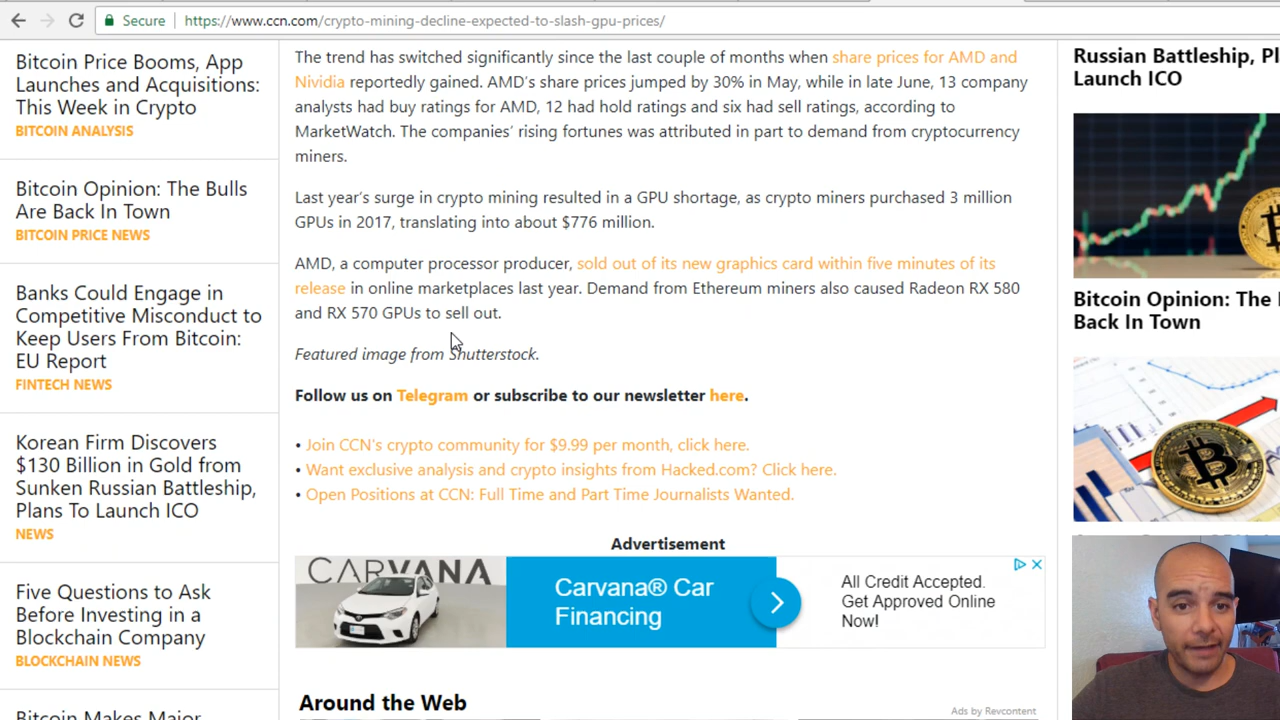 Secure
https://www.ccn.com/crypto-mining-decline-expected-to-slash-gpu-prices/
Bitcoin Price Booms, App
Launches and Acquisitions:
This Week in Crypto
BITCOIN ANALYSIS
Bitcoin Opinion: The Bulls
Are Back In Town
BITCOIN PRICE NEWS
Banks Could Engage in
Competitive Misconduct to
Keep Users From Bitcoin:
EU Report
FINTECH NEWS
Korean Firm Discovers
$130 Billion in Gold from
Sunken Russian Battleship,
Plans To Launch ICO
NEWS
Five Questions to Ask
Before Investing in a
Blockchain Company
BLOCKCHAIN NEWS
Bitcoin Makes Major
The trend has switched significantly since the last couple of months when share prices for AMD and
Nividia reportedly gained. AMD's share prices jumped by 30% in May, while in late June, 13 company
analysts had buy ratings for AMD, 12 had hold ratings and six had sell ratings, according to
MarketWatch. The companies' rising fortunes was attributed in part to demand from cryptocurrency
miners.
Last year's surge in crypto mining resulted in a GPU shortage, as crypto miners purchased 3 million
GPUs in 2017, translating into about $776 million.
AMD, a computer processor producer, sold out of its new graphics card within five minutes of its
release in online marketplaces last year. Demand from Ethereum miners also caused Radeon RX 580
and RX 570 GPUs to sell out.
Featured image from Shutterstock.
Follow us on Telegram or subscribe to our newsletter here.
• Join CCN's crypto community for $9.99 per month, click here.
• Want exclusive analysis and crypto insights from Hacked.com? Click here.
• Open Positions at CCN: Full Time and Part Time Journalists Wanted.
Advertisement
CARVANA
Carvana® Car
Financing
All Credit Accepted.
Get Approved Online
Now!
Around the Web
Ads by Revcontent
Russian Battleship, Pl
Launch ICO
Bitcoin Opinion: The
Back In Town